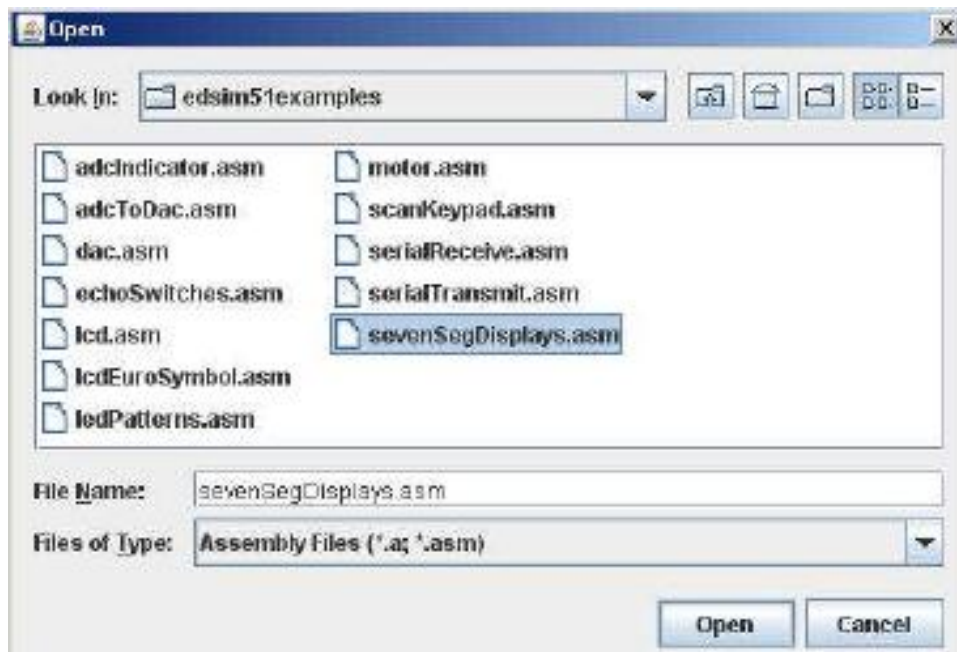 Open
Look In: edsim51examples
adcIndicator.asm
adcToDac.asm
dac.asm
echoSwitches.asm
lcd.asm
lcdEuroSymbol.asm
ledPatterns.asm
motor.asm
scanKeypad.asm
serialReceive.asm
serialTransmit.asm
sevenSegDisplays.asm
File Name: sevenSegDisplays.asm
Files of Type: Assembly Files (*.a; *.asm)
Open Cancel